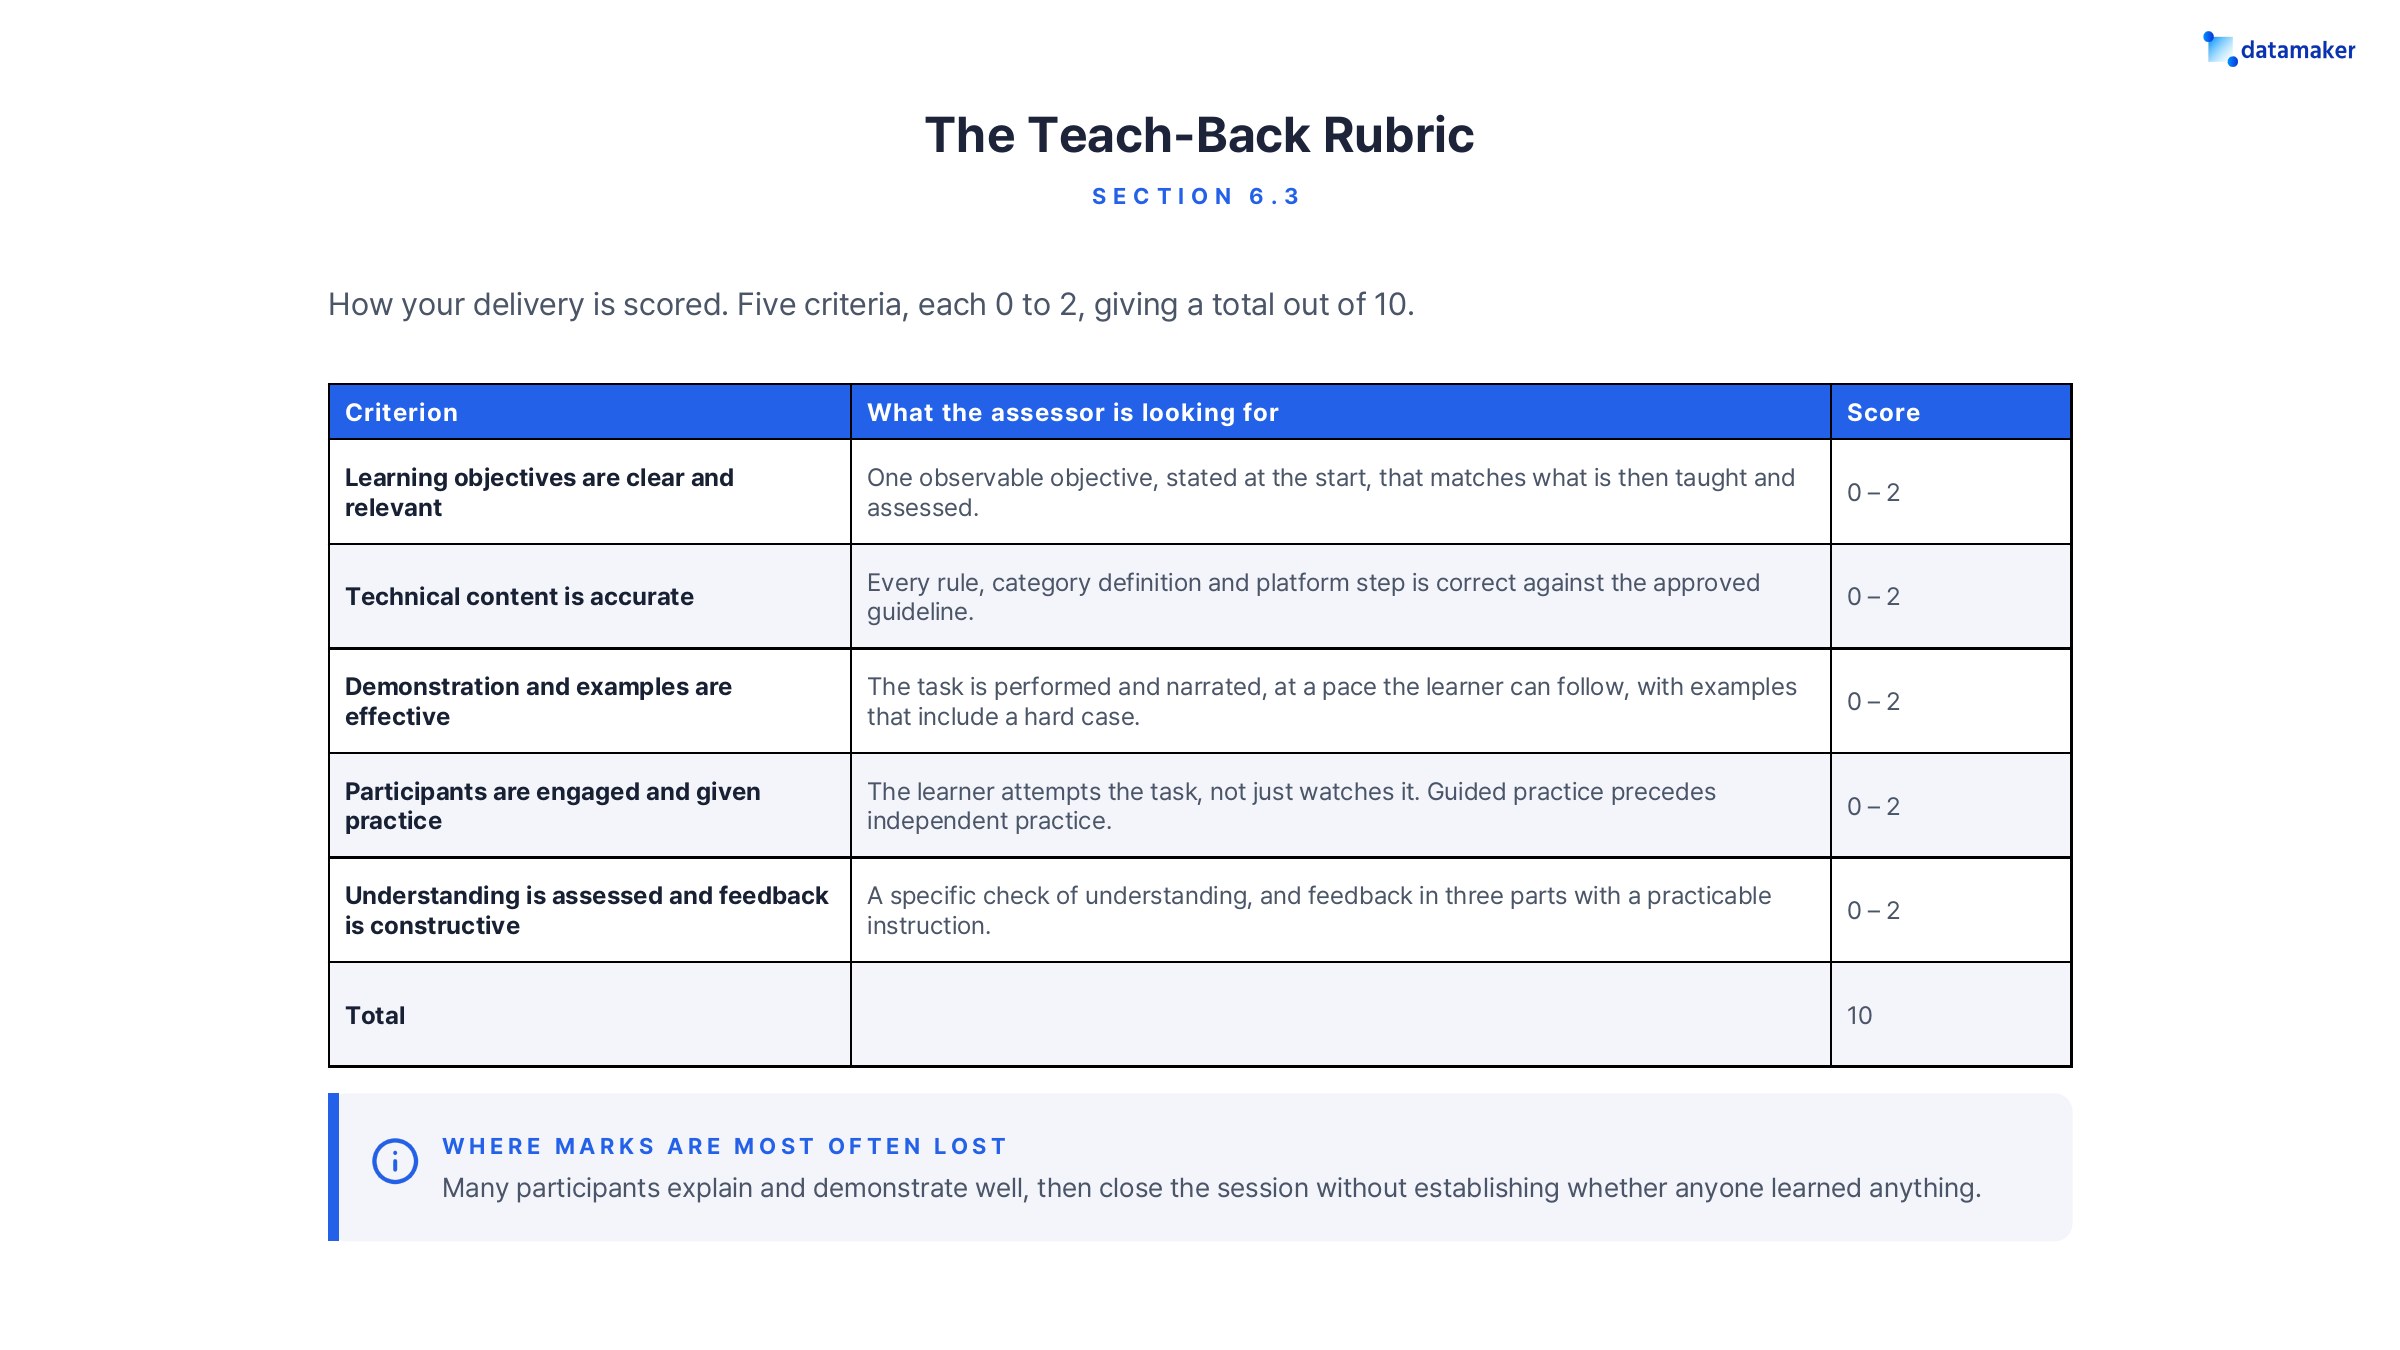 datamaker
The Teach-Back Rubric
SECTION 6.3
How your delivery is scored. Five criteria, each 0 to 2, giving a total out of 10.
Criterion
What the assessor is looking for
Score
Learning objectives are clear and
relevant
One observable objective, stated at the start, that matches what is then taught and
assessed.
0 – 2
Technical content is accurate
Every rule, category definition and platform step is correct against the approved
guideline.
0 – 2
Demonstration and examples are
effective
The task is performed and narrated, at a pace the learner can follow, with examples
that include a hard case.
0 – 2
Participants are engaged and given
practice
The learner attempts the task, not just watches it. Guided practice precedes
independent practice.
0 – 2
Understanding is assessed and feedback
is constructive
A specific check of understanding, and feedback in three parts with a practicable
instruction.
0 – 2
Total
10
WHERE MARKS ARE MOST OFTEN LOST
Many participants explain and demonstrate well, then close the session without establishing whether anyone learned anything.